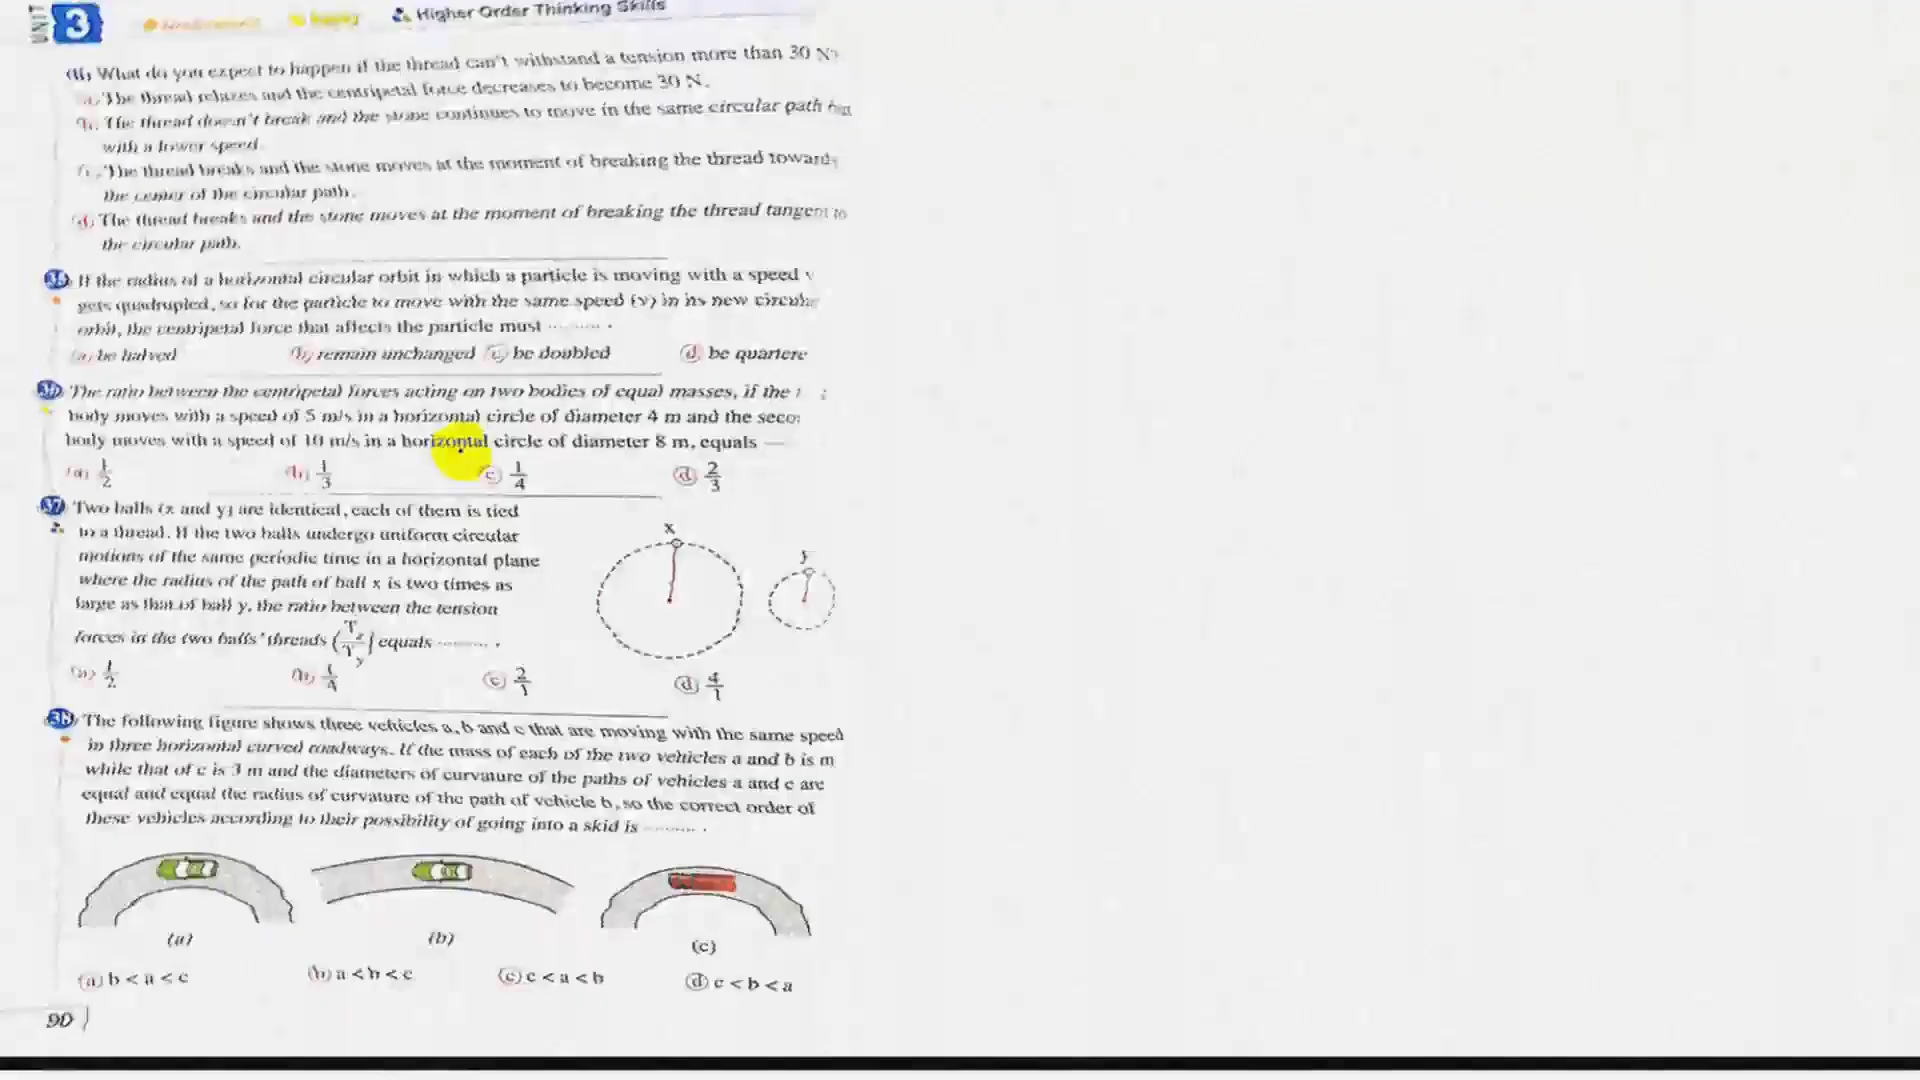 UNIT 3
Higher Order Thinking Skills
(ii) What do you expect to happen if the thread can't withstand a tension more than 30 N
a. The thread relaxes and the centripetal force decreases to become 30 N.
b. The thread doesn't break and the stone continues to move in the same circular path but
with a lower speed.
c. The thread breaks and the stone moves at the moment of breaking the thread towards
the center of the circular path.
d. The thread breaks and the stone moves at the moment of breaking the thread tangent to
the circular path.
35 If the radius of a horizontal circular orbit in which a particle is moving with a speed v
gets quadrupled, so for the particle to move with the same speed (v) in its new circula
orbit, the centripetal force that affects the particle must ......... .
(a) be halved (b) remain unchanged (c) be doubled (d) be quartere
36 The ratio between the centripetal forces acting on two bodies of equal masses, if the
body moves with a speed of 5 m/s in a horizontal circle of diameter 4 m and the seco
body moves with a speed of 10 m/s in a horizontal circle of diameter 8 m, equals
(a) 1/2 (b) 1/3 (c) 1/4 (d) 2/3
37 Two balls (x and y) are identical, each of them is tied
to a thread. If the two balls undergo uniform circular
motions of the same periodic time in a horizontal plane
where the radius of the path of ball x is two times as
large as that of ball y, the ratio between the tension
forces in the two balls' threads (Tx/Ty) equals ......... .
x
y
(a) 1/2 (b) 1/4 (c) 2/1 (d) 4/1
38 The following figure shows three vehicles a, b and c that are moving with the same speed
in three horizontal curved roadways. If the mass of each of the two vehicles a and b is m
while that of c is 3 m and the diameters of curvature of the paths of vehicles a and c are
equal and equal the radius of curvature of the path of vehicle b, so the correct order of
these vehicles according to their possibility of going into a skid is ......... .
(a) (b) (c)
(a) b < a < c (b) a < b < c (c) c < a < b (d) c < b < a
90